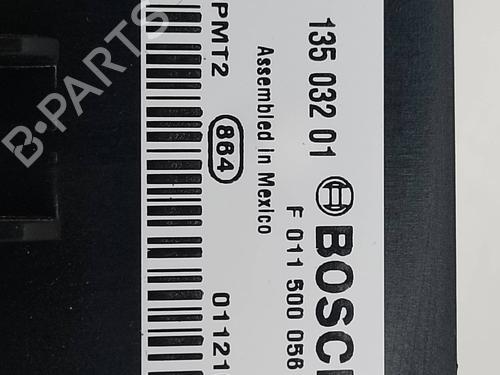 135 032 01
BOSCH
F 011 500 056
Assembled in Mexico
PMT2
864
01121
B-PARTS